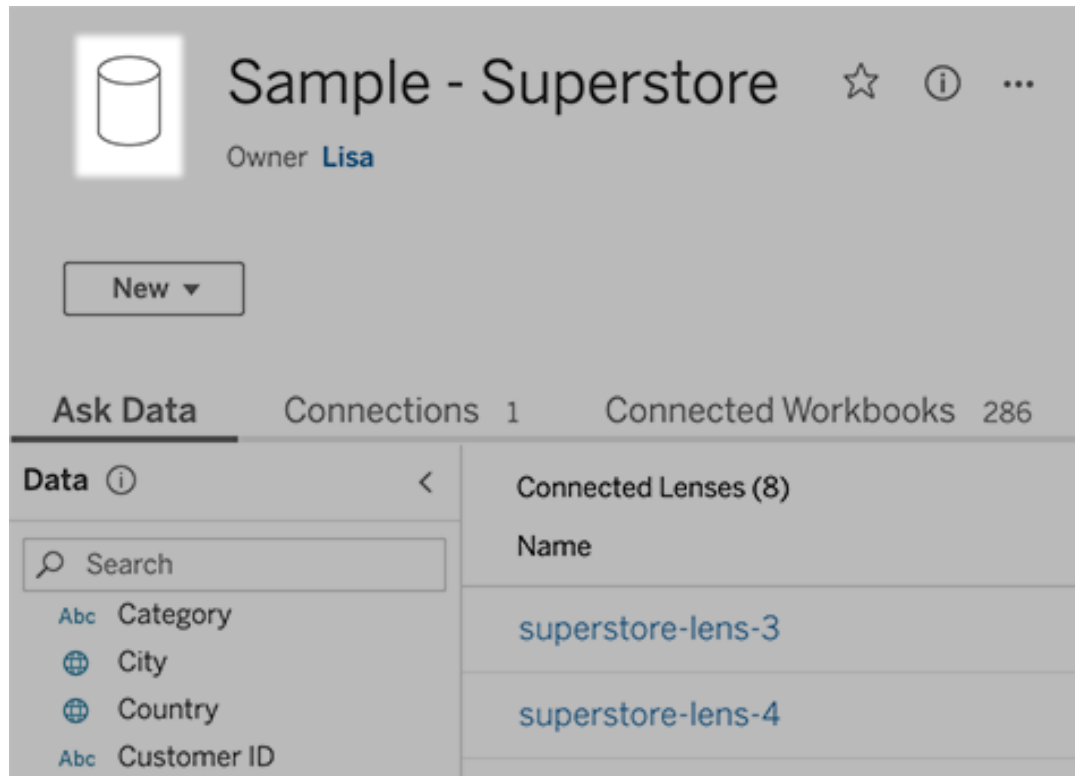 Sample - Superstore
Owner Lisa
New
Ask Data Connections 1 Connected Workbooks 286
Data
Connected Lenses (8)
Search
Name
Abc Category
City
Country
Abc Customer ID
superstore-lens-3
superstore-lens-4